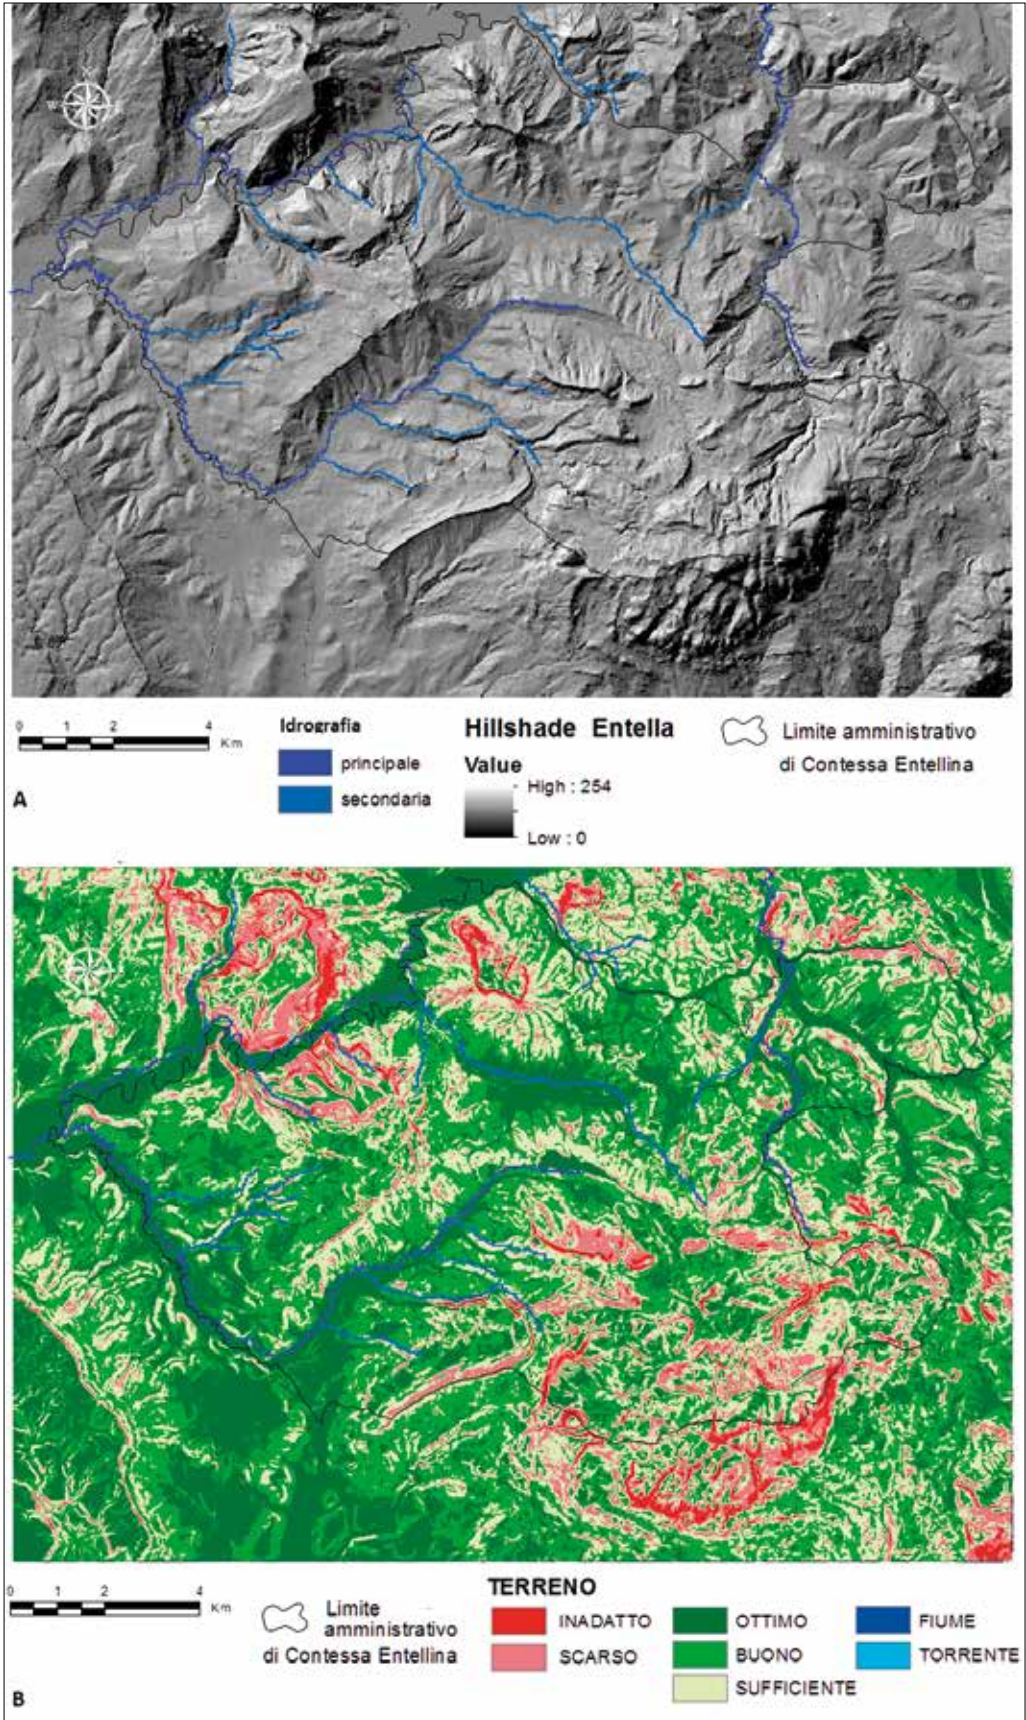 0 1 2 4
Km
Idrografia
principale
secondaria
Hillshade Entella
Value
High : 254
Low : 0
Limite amministrativo
di Contessa Entellina
A
0 1 2 4
Km
Limite
amministrativo
di Contessa Entellina
TERRENO
INADATTO
SCARSO
OTTIMO
BUONO
SUFFICIENTE
FIUME
TORRENTE
B